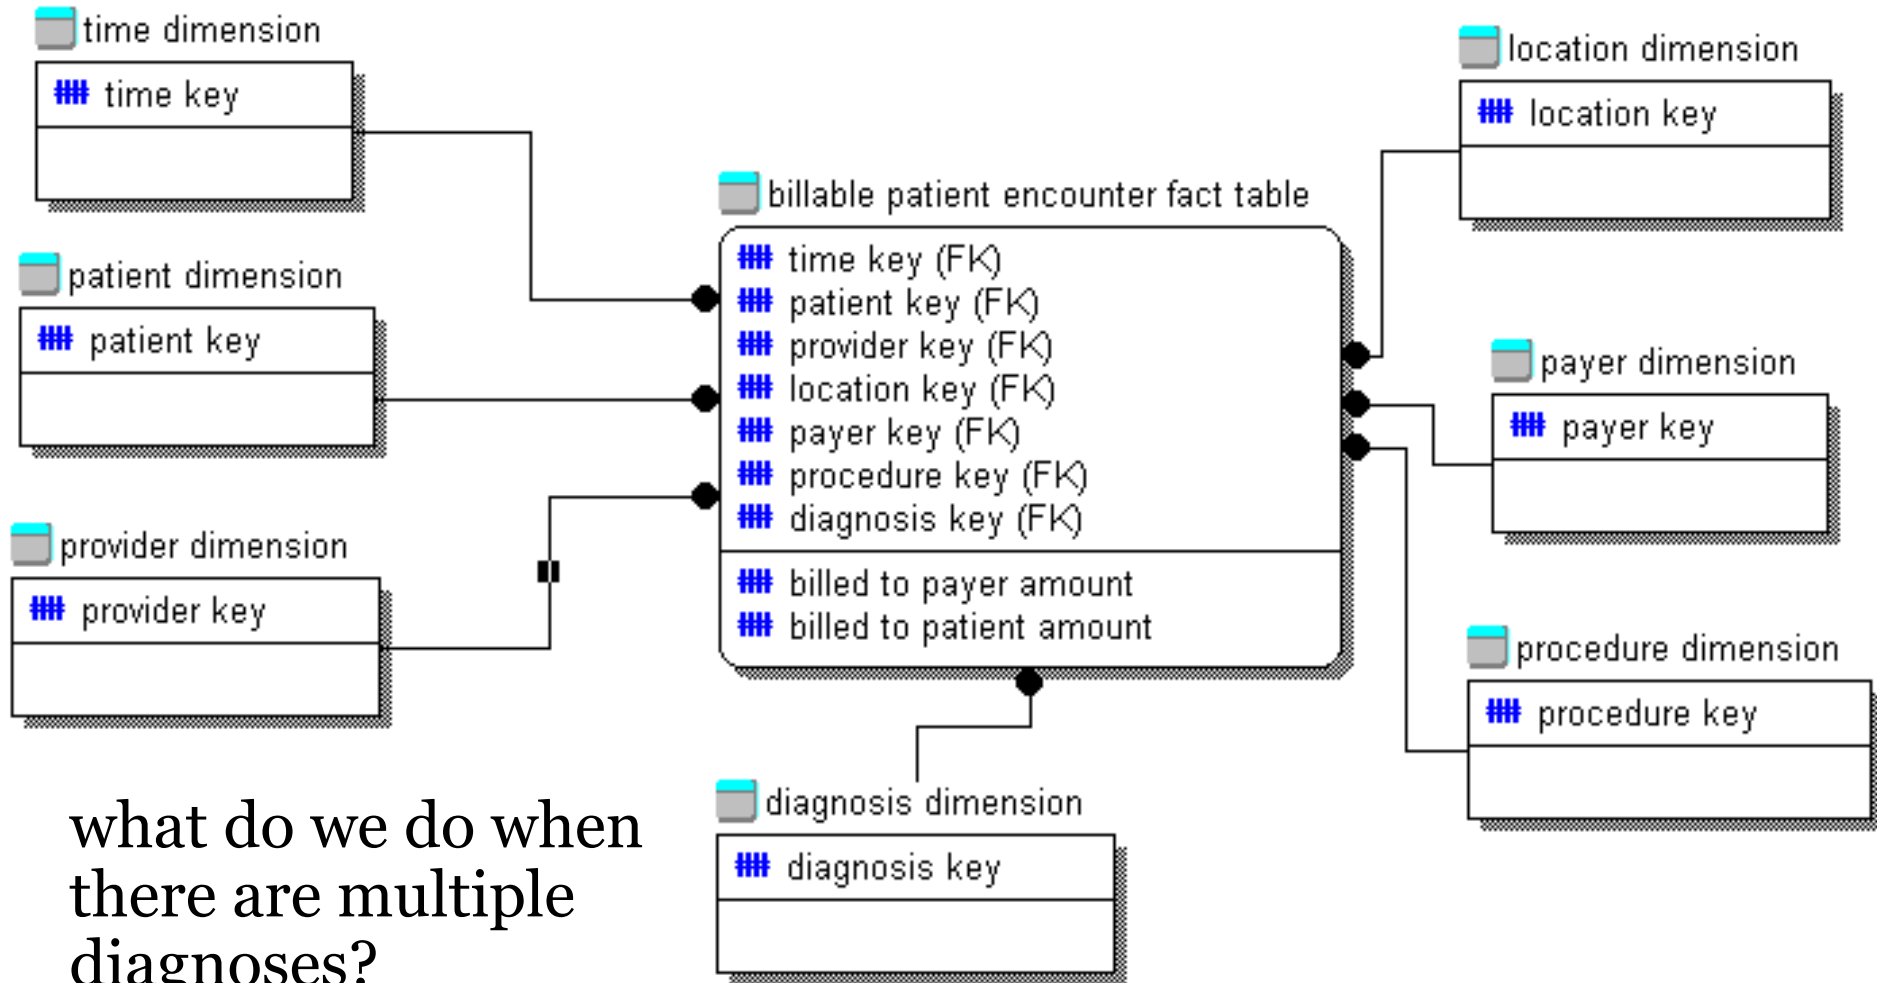 time dimension
time key
patient dimension
patient key
provider dimension
provider key
billable patient encounter fact table
time key (FK)
patient key (FK)
provider key (FK)
location key (FK)
payer key (FK)
procedure key (FK)
diagnosis key (FK)
billed to payer amount
billed to patient amount
location dimension
location key
payer dimension
payer key
procedure dimension
procedure key
diagnosis dimension
diagnosis key
what do we do when
there are multiple
diagnoses?